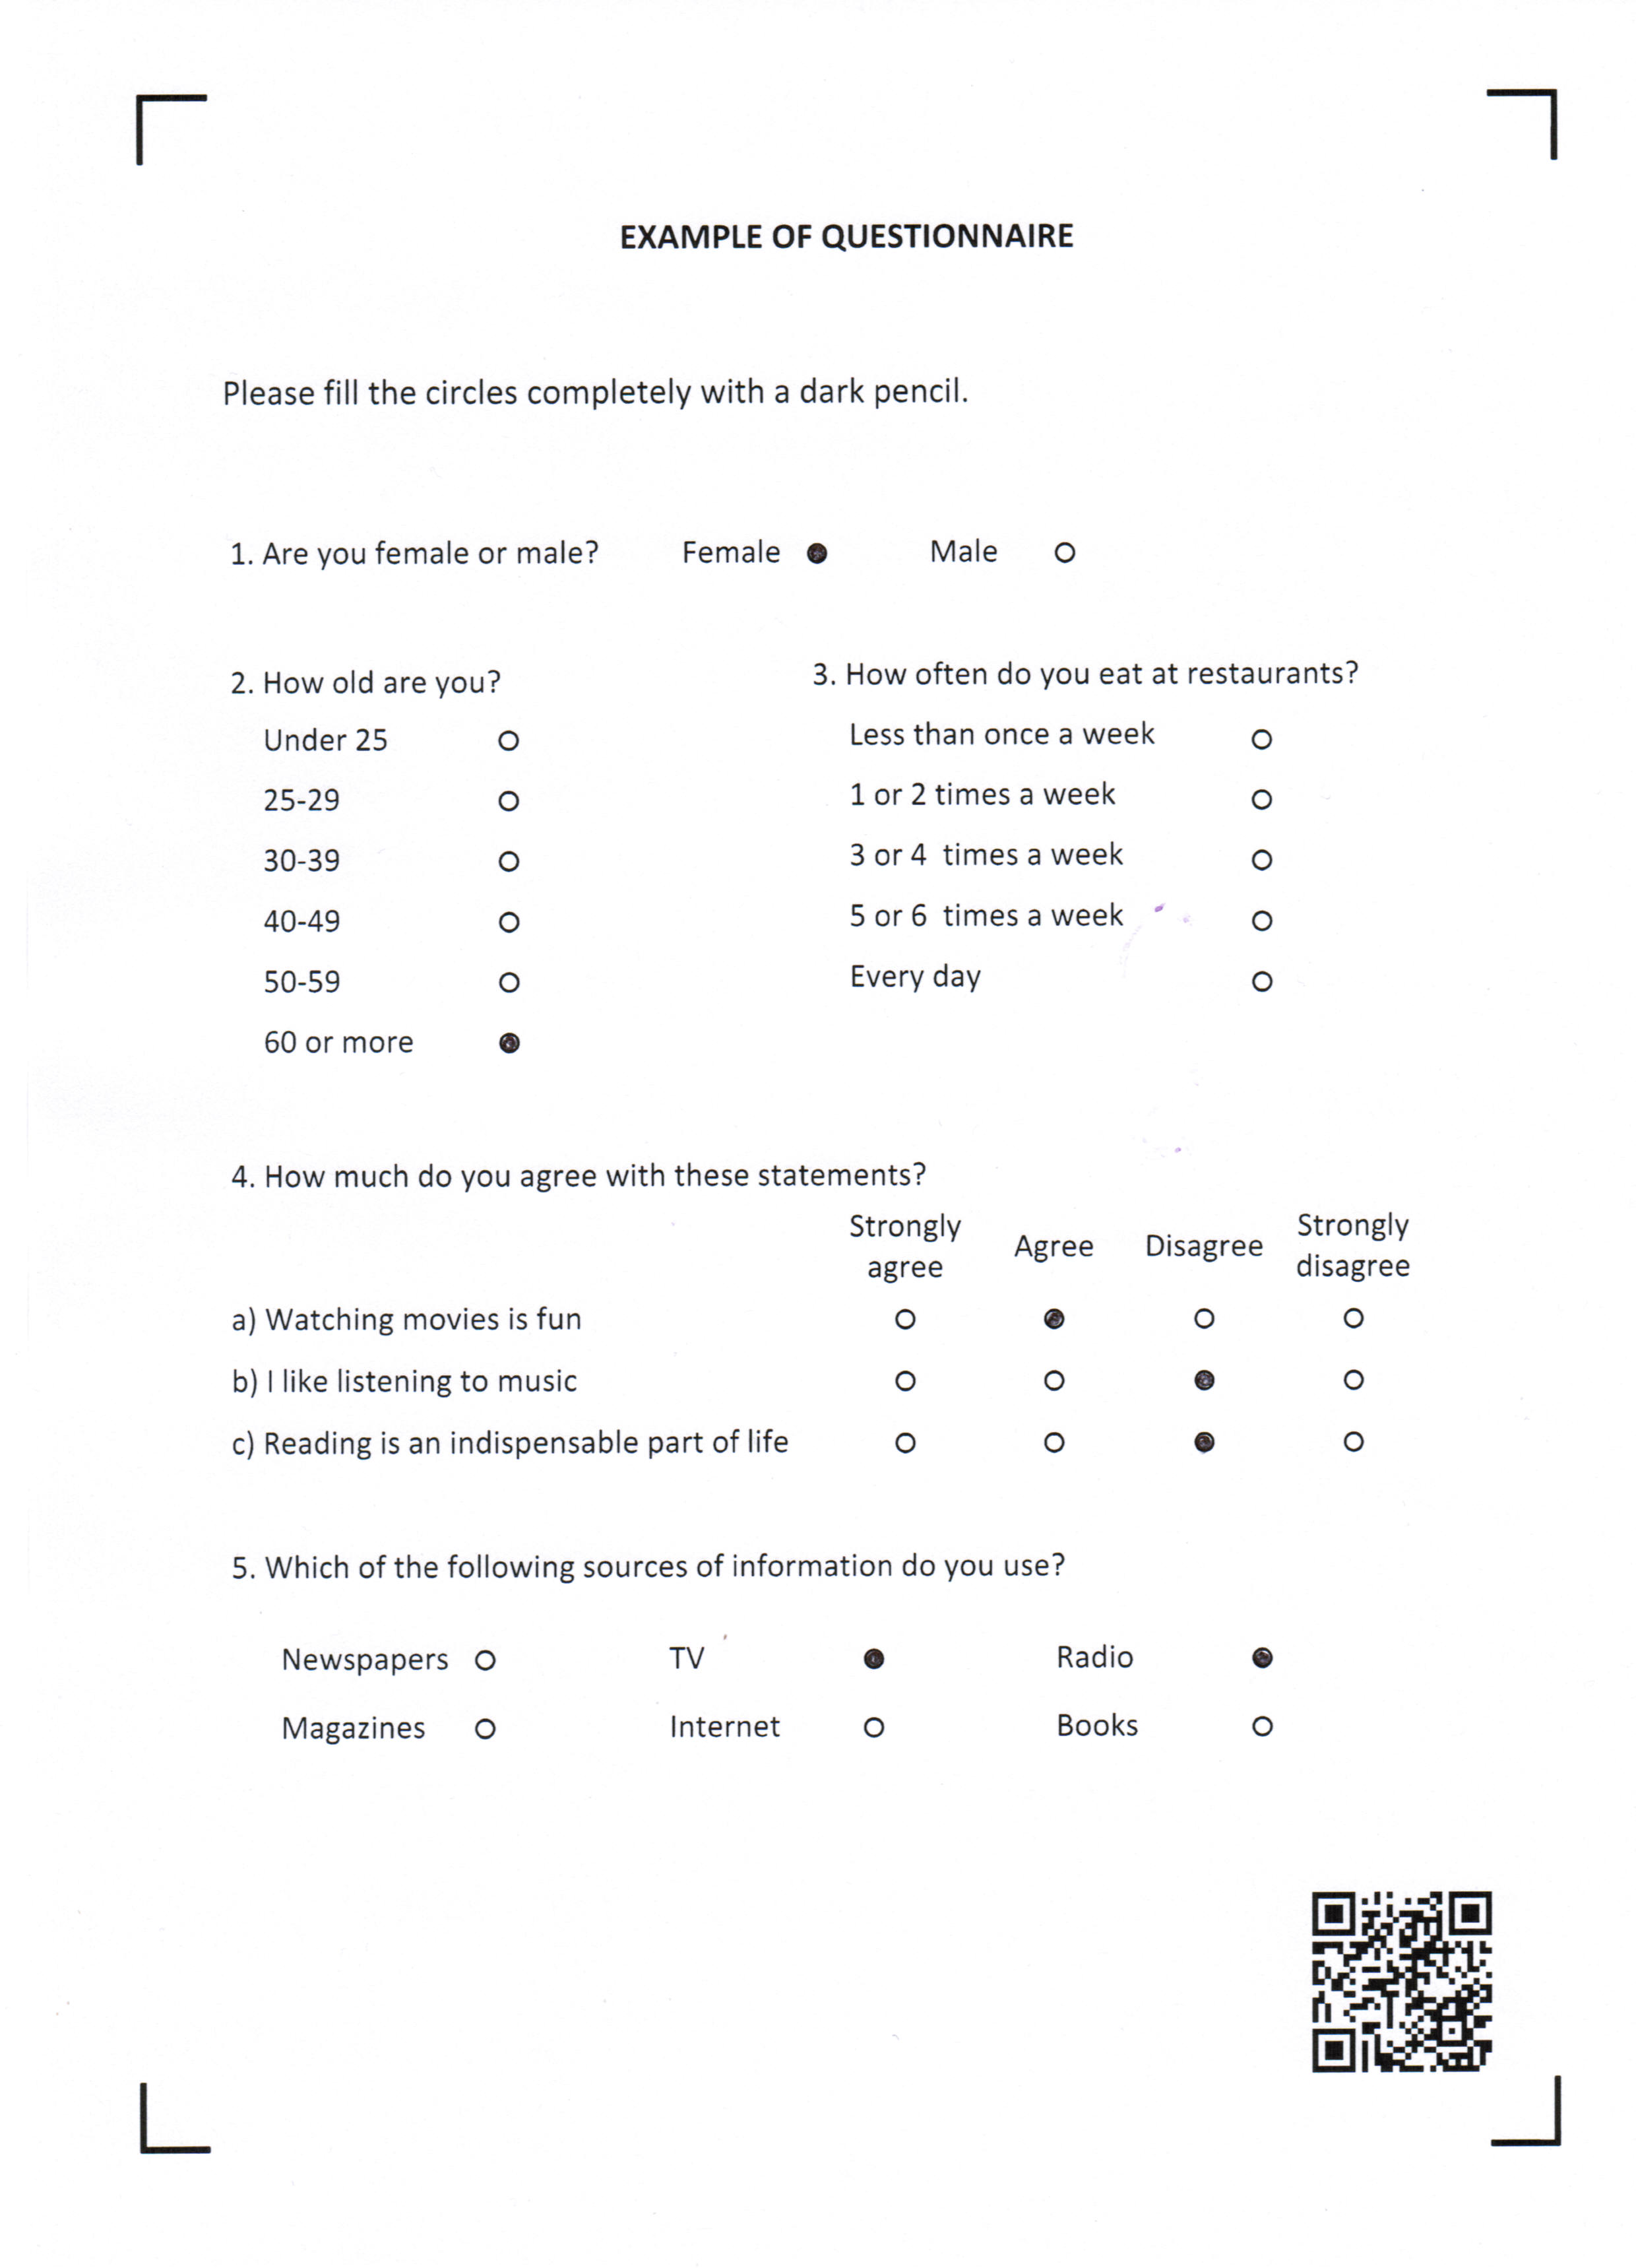 EXAMPLE OF QUESTIONNAIRE
Please fill the circles completely with a dark pencil.
1. Are you female or male? Female Male
2. How old are you?
Under 25
25-29
30-39
40-49
50-59
60 or more
3. How often do you eat at restaurants?
Less than once a week
1 or 2 times a week
3 or 4 times a week
5 or 6 times a week
Every day
4. How much do you agree with these statements?
Strongly agree Agree Disagree Strongly disagree
a) Watching movies is fun
b) I like listening to music
c) Reading is an indispensable part of life
5. Which of the following sources of information do you use?
Newspapers TV Radio
Magazines Internet Books